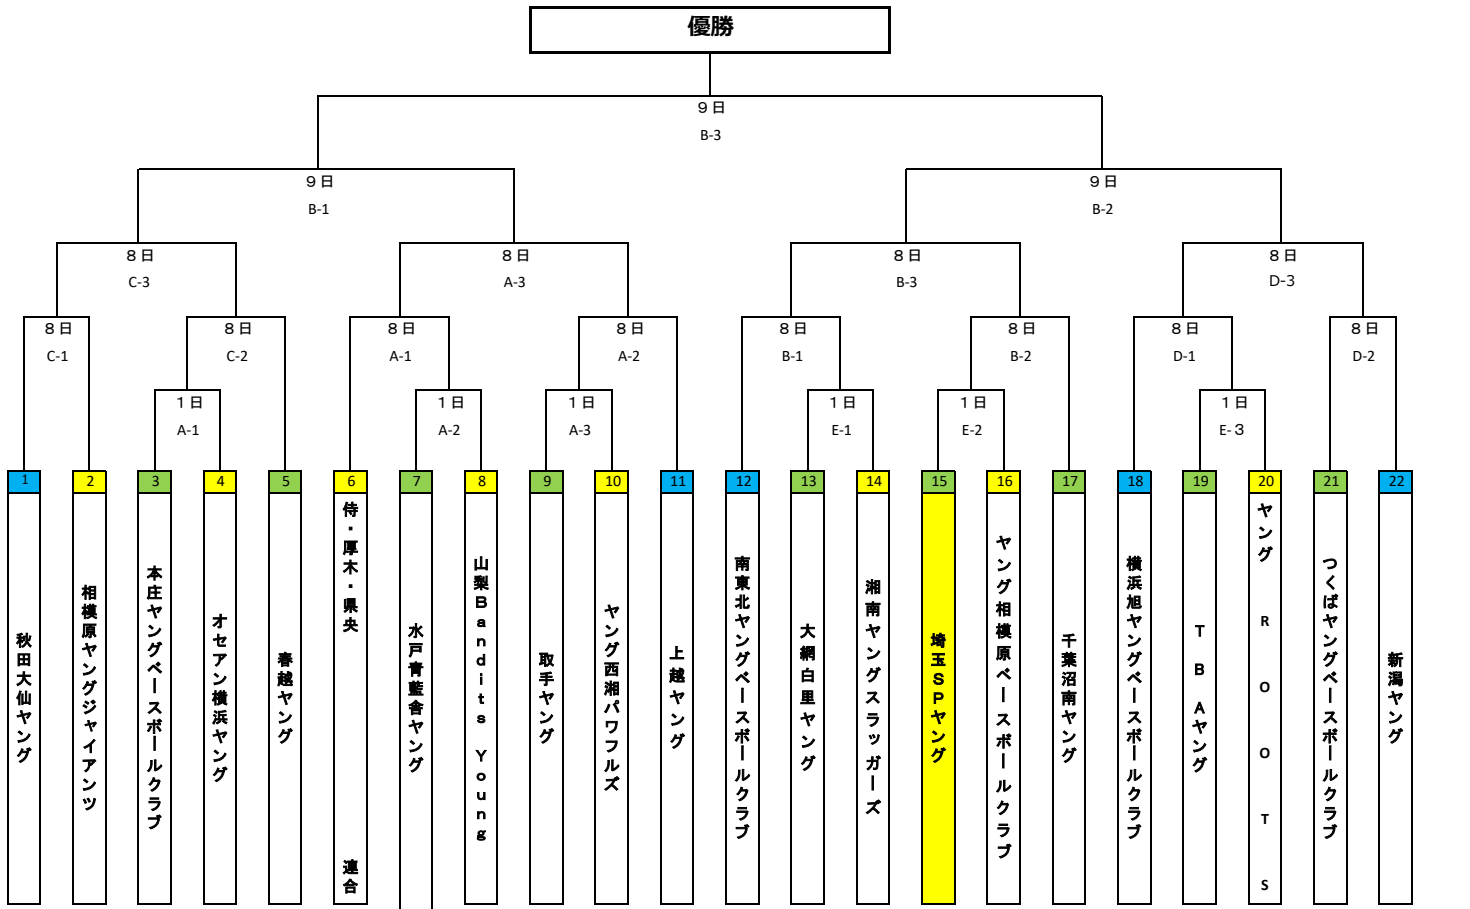 優勝
９日
B-3
９日
B-1
９日
B-2
８日
C-3
８日
A-3
８日
B-3
８日
D-3
８日
C-1
８日
C-2
８日
A-1
８日
A-2
８日
B-1
８日
B-2
８日
D-1
８日
D-2
１日
A-1
１日
A-2
１日
A-3
１日
E-1
１日
E-2
１日
E-３
1
秋田大仙ヤング
2
相模原ヤングジャイアンツ
3
本庄ヤングベースボールクラブ
4
オセアン横浜ヤング
5
春越ヤング
6
侍・厚木・県央 連合
7
水戸青藍舎ヤング
8
山梨Ｂａｎｄｉｔｓ Ｙｏｕｎｇ
9
取手ヤング
10
ヤング西湘パワフルズ
11
上越ヤング
12
南東北ヤングベースボールクラブ
13
大網白里ヤング
14
湘南ヤングスラッガーズ
15
埼玉ＳＰヤング
16
ヤング相模原ベースボールクラブ
17
千葉沼南ヤング
18
横浜旭ヤングベースボールクラブ
19
ＴＢＡヤング
20
ヤング ROOTS
21
つくばヤングベースボールクラブ
22
新潟ヤング